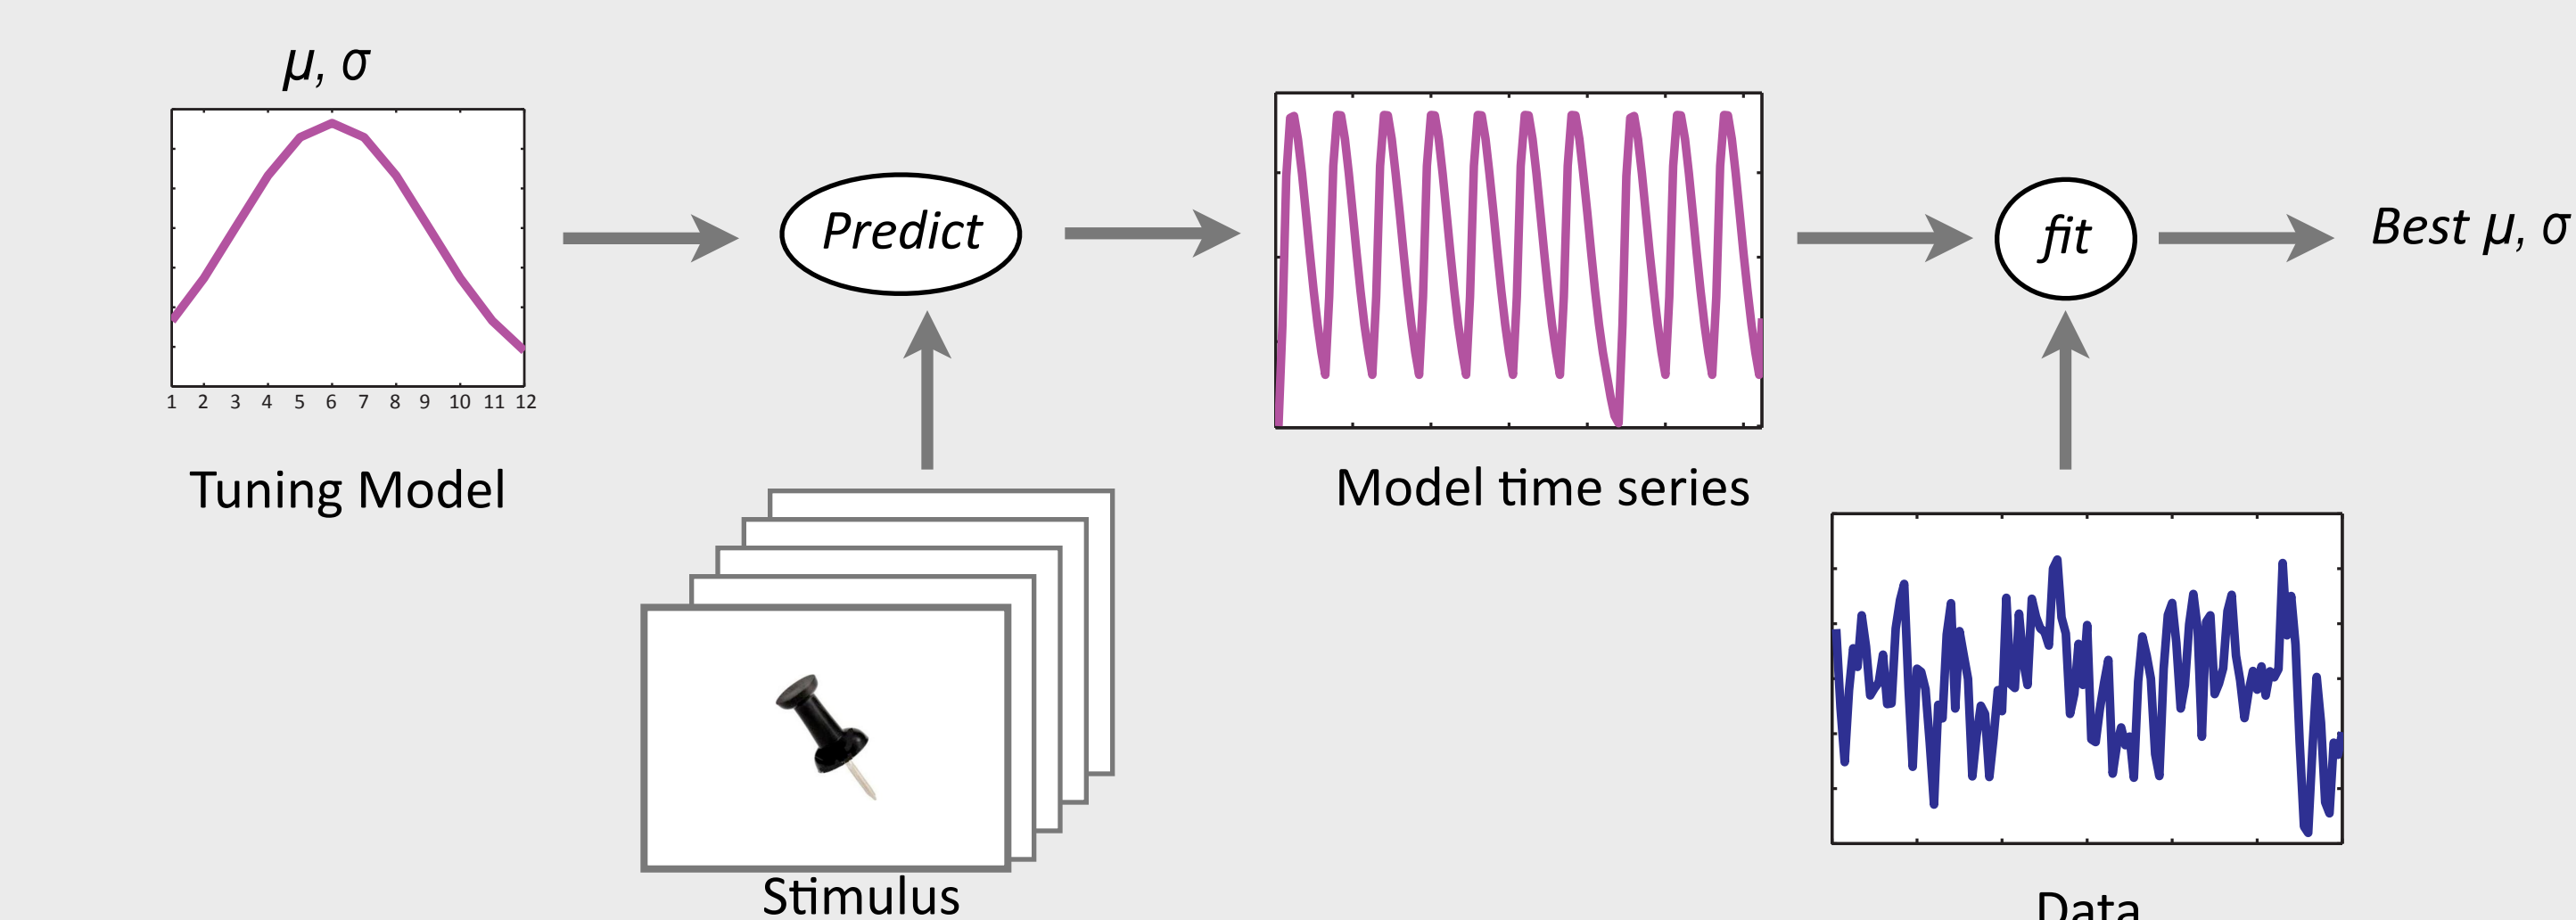 μ, σ
1 2 3 4 5 6 7 8 9 10 11 12
Tuning Model
Predict
Stimulus
Model time series
fit
Best μ, σ
Data